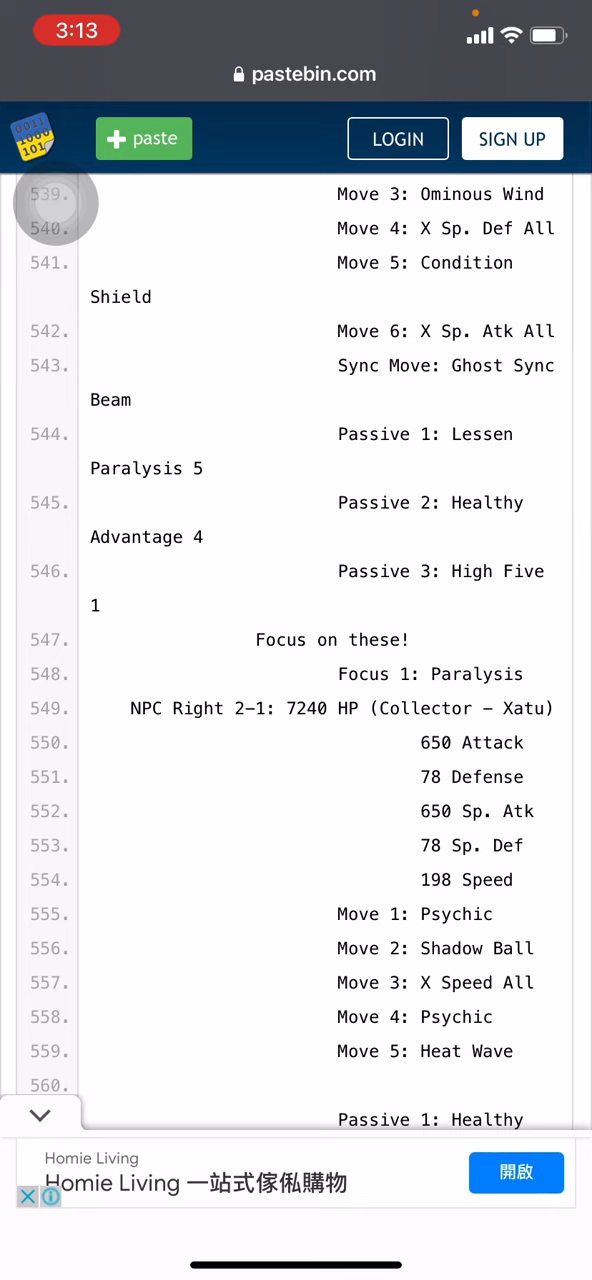 3:13
pastebin.com
0011
1000
101
paste
LOGIN
SIGN UP
539. Move 3: Ominous Wind
540. Move 4: X Sp. Def All
541. Move 5: Condition
Shield
542. Move 6: X Sp. Atk All
543. Sync Move: Ghost Sync
Beam
544. Passive 1: Lessen
Paralysis 5
545. Passive 2: Healthy
Advantage 4
546. Passive 3: High Five
1
547. Focus on these!
548. Focus 1: Paralysis
549. NPC Right 2-1: 7240 HP (Collector - Xatu)
550. 650 Attack
551. 78 Defense
552. 650 Sp. Atk
553. 78 Sp. Def
554. 198 Speed
555. Move 1: Psychic
556. Move 2: Shadow Ball
557. Move 3: X Speed All
558. Move 4: Psychic
559. Move 5: Heat Wave
560.
Passive 1: Healthy
Homie Living
Homie Living 一站式傢俬購物
開啟